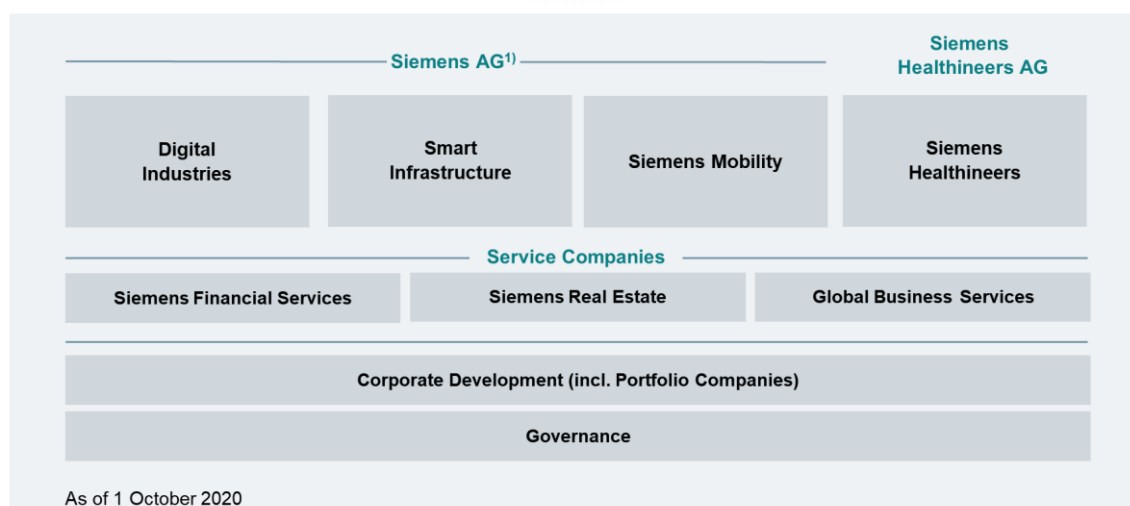 Siemens AG1)
Siemens
Healthineers AG
Digital
Industries
Smart
Infrastructure
Siemens Mobility
Siemens
Healthineers
Service Companies
Siemens Financial Services
Siemens Real Estate
Global Business Services
Corporate Development (incl. Portfolio Companies)
Governance
As of 1 October 2020